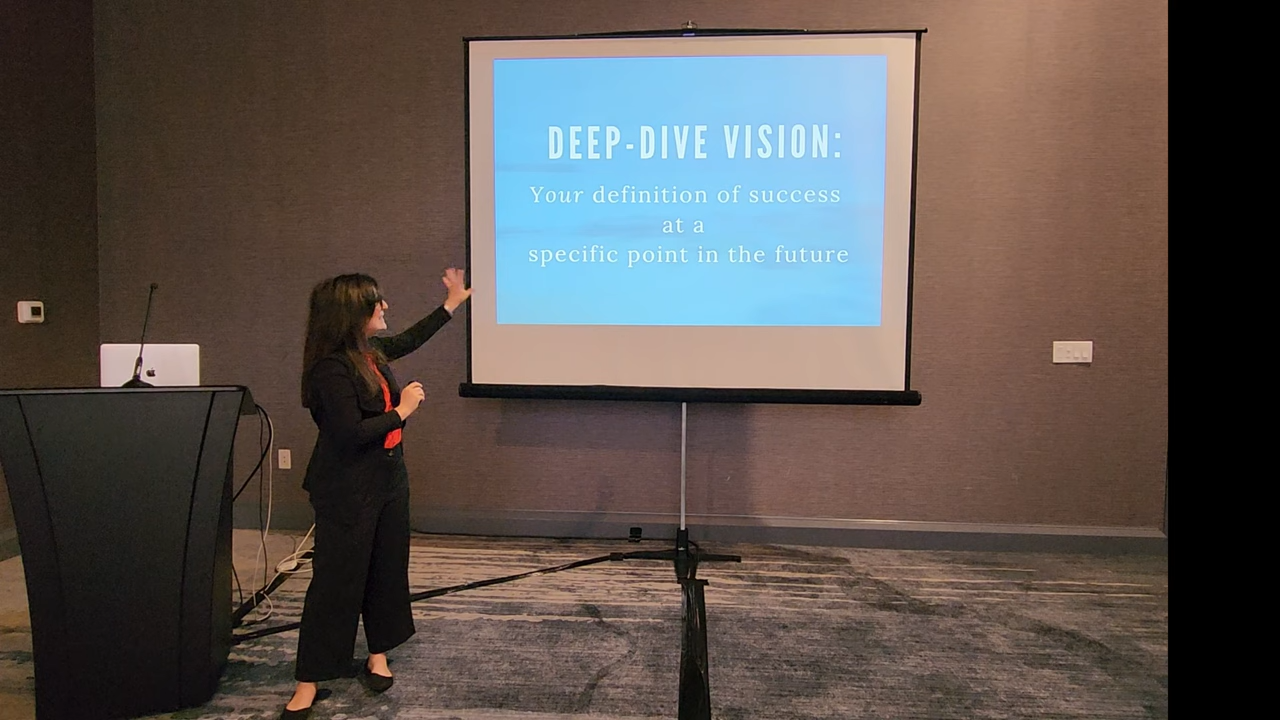 DEEP-DIVE VISION:
Your definition of success
at a
specific point in the future